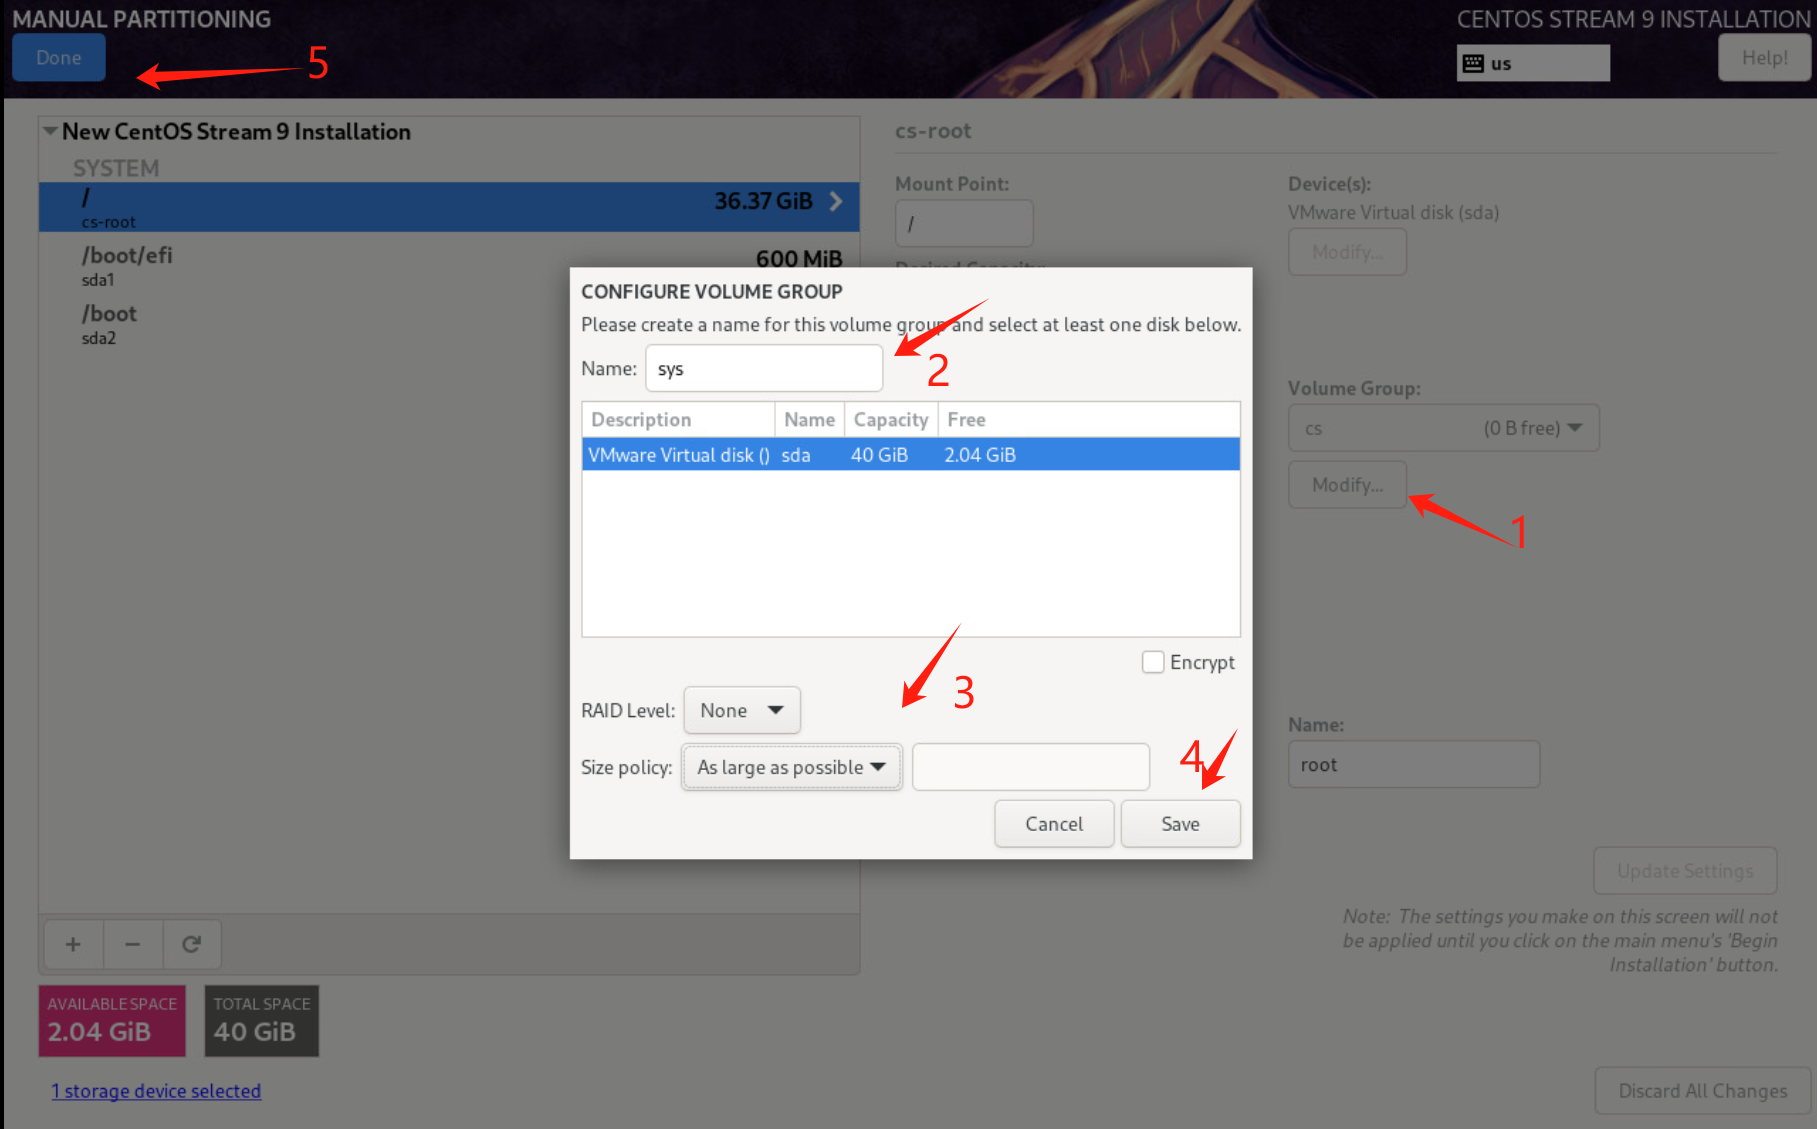 MANUAL PARTITIONING
CENTOS STREAM 9 INSTALLATION
Done
5
us
Help!
New CentOS Stream 9 Installation
SYSTEM
/
36.37 GiB
cs-root
/boot/efi
600 MiB
sda1
/boot
sda2
cs-root
Mount Point:
/
Desired Capacity:
Device(s):
VMware Virtual disk (sda)
Modify...
Volume Group:
cs (0 B free)
Modify...
1
Name:
root
Update Settings
Note: The settings you make on this screen will not
be applied until you click on the main menu's 'Begin
Installation' button.
CONFIGURE VOLUME GROUP
Please create a name for this volume group and select at least one disk below.
Name: sys
2
Description Name Capacity Free
VMware Virtual disk () sda 40 GiB 2.04 GiB
Encrypt
3
RAID Level: None
Size policy: As large as possible
4
Cancel
Save
+ −
AVAILABLE SPACE
2.04 GiB
TOTAL SPACE
40 GiB
1 storage device selected
Discard All Changes